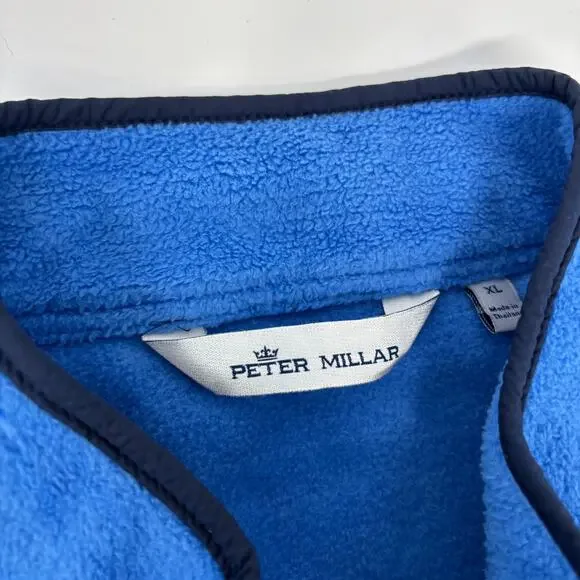 PETER MILLAR
XL
Made in
Thailand